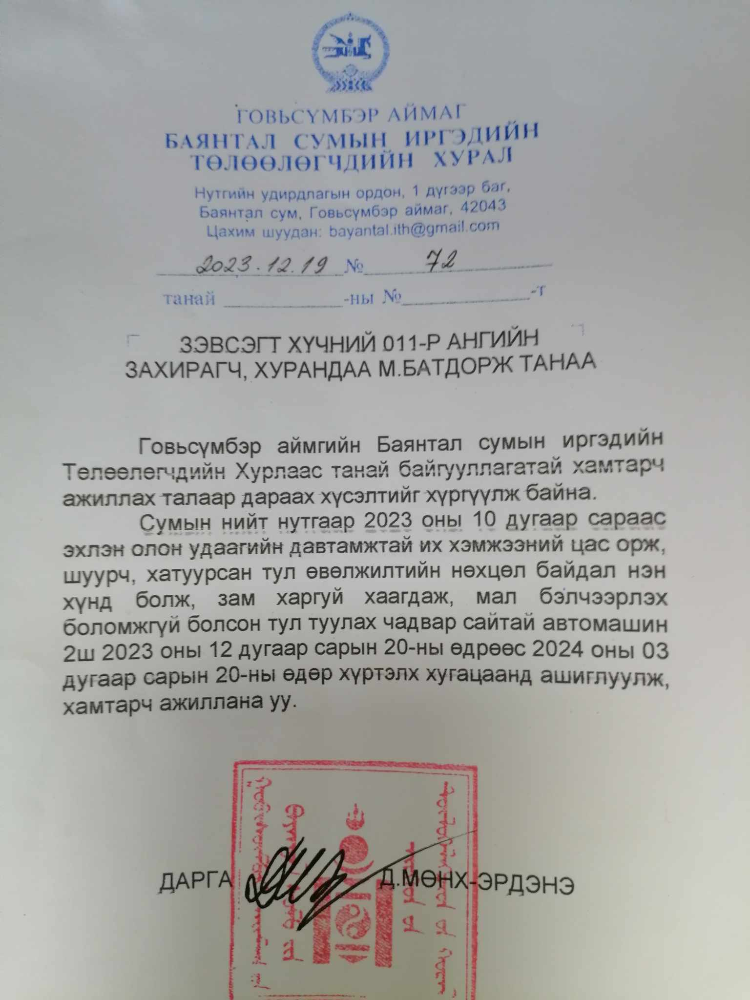 ГОВЬСҮМБЭР АЙМАГ
БАЯНТАЛ СУМЫН ИРГЭДИЙН
ТӨЛӨӨЛӨГЧДИЙН ХУРАЛ
Нутгийн удирдлагын ордон, 1 дүгээр баг,
Баянтал сум, Говьсүмбэр аймаг, 42043
Цахим шуудан: bayantal.ith@gmail.com
2023.12.19 № 72
танай ____________-ны №____________-т
ЗЭВСЭГТ ХҮЧНИЙ 011-Р АНГИЙН
ЗАХИРАГЧ, ХУРАНДАА М.БАТДОРЖ ТАНАА
Говьсүмбэр аймгийн Баянтал сумын иргэдийн
Төлөөлөгчдийн Хурлаас танай байгууллагатай хамтарч
ажиллах талаар дараах хүсэлтийг хүргүүлж байна.
Сумын нийт нутгаар 2023 оны 10 дугаар сараас
эхлэн олон удаагийн давтамжтай их хэмжээний цас орж,
шуурч, хатуурсан тул өвөлжилтийн нөхцөл байдал нэн
хүнд болж, зам харгуй хаагдаж, мал бэлчээрлэх
боломжгүй болсон тул туулах чадвар сайтай автомашин
2ш 2023 оны 12 дугаар сарын 20-ны өдрөөс 2024 оны 03
дугаар сарын 20-ны өдөр хүртэлх хугацаанд ашиглуулж,
хамтарч ажиллана уу.
ДАРГА Д.МӨНХ-ЭРДЭНЭ